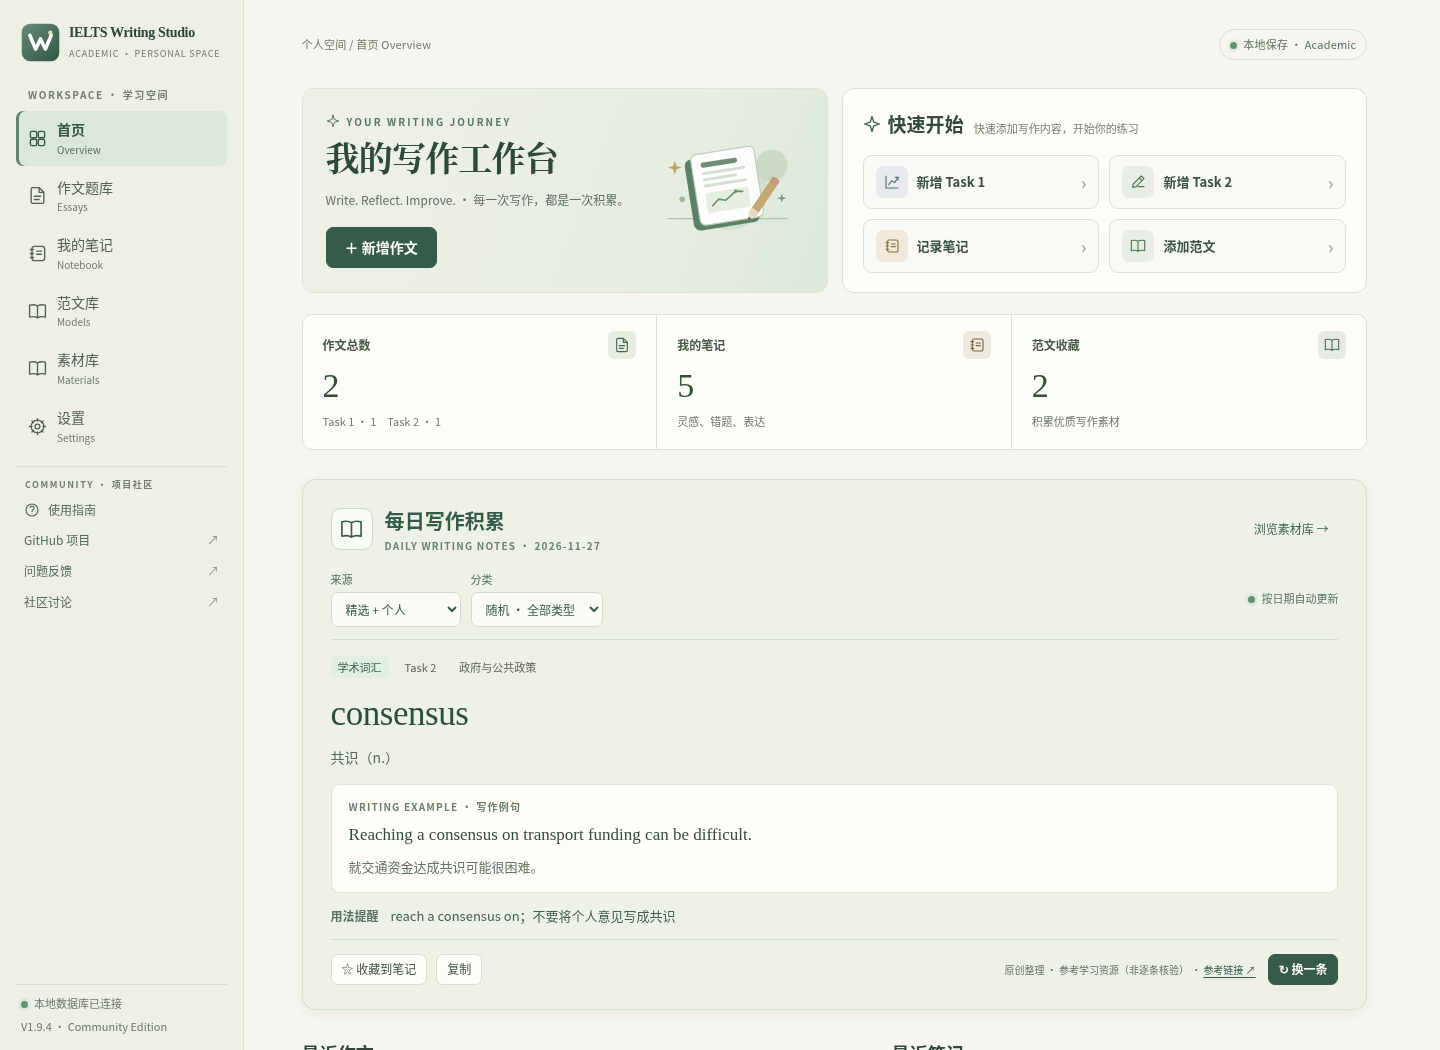 IELTS Writing Studio
ACADEMIC • PERSONAL SPACE
WORKSPACE • 学习空间
首页
Overview
作文题库
Essays
我的笔记
Notebook
范文库
Models
素材库
Materials
设置
Settings
COMMUNITY • 项目社区
使用指南
GitHub 项目 ↗
问题反馈 ↗
社区讨论 ↗
本地数据库已连接
V1.9.4 • Community Edition
个人空间 / 首页 Overview
本地保存 • Academic
YOUR WRITING JOURNEY
我的写作工作台
Write. Reflect. Improve. • 每一次写作，都是一次积累。
＋ 新增作文
快速开始 快速添加写作内容，开始你的练习
新增 Task 1 ›
新增 Task 2 ›
记录笔记 ›
添加范文 ›
作文总数
2
Task 1 • 1 Task 2 • 1
我的笔记
5
灵感、错题、表达
范文收藏
2
积累优质写作素材
每日写作积累
DAILY WRITING NOTES • 2026-11-27
浏览素材库 →
来源
精选 + 个人
分类
随机 • 全部类型
按日期自动更新
学术词汇 Task 2 政府与公共政策
consensus
共识（n.）
WRITING EXAMPLE • 写作例句
Reaching a consensus on transport funding can be difficult.
就交通资金达成共识可能很困难。
用法提醒 reach a consensus on；不要将个人意见写成共识
☆ 收藏到笔记 复制
原创整理 • 参考学习资源（非逐条核验） • 参考链接 ↗
↻ 换一条
最近作文
最近笔记